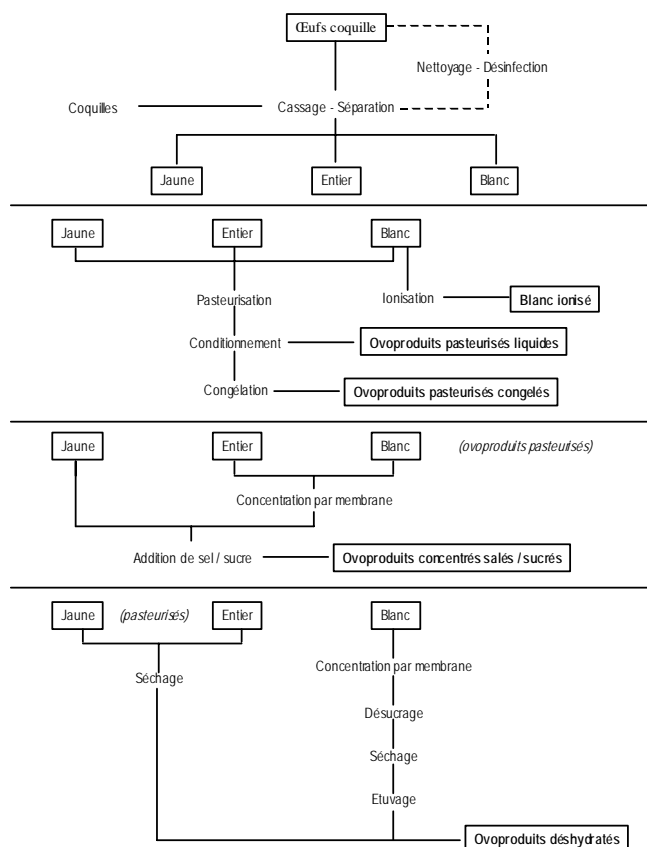 Œufs coquille
Nettoyage - Désinfection
Coquilles
Cassage - Séparation
Jaune
Entier
Blanc
Jaune
Entier
Blanc
Pasteurisation
Ionisation
Blanc ionisé
Conditionnement
Ovoproduits pasteurisés liquides
Congélation
Ovoproduits pasteurisés congelés
Jaune
Entier
Blanc
(ovoproduits pasteurisés)
Concentration par membrane
Addition de sel / sucre
Ovoproduits concentrés salés / sucrés
Jaune
(pasteurisés)
Entier
Blanc
Concentration par membrane
Séchage
Désucrage
Séchage
Etuvage
Ovoproduits déshydratés